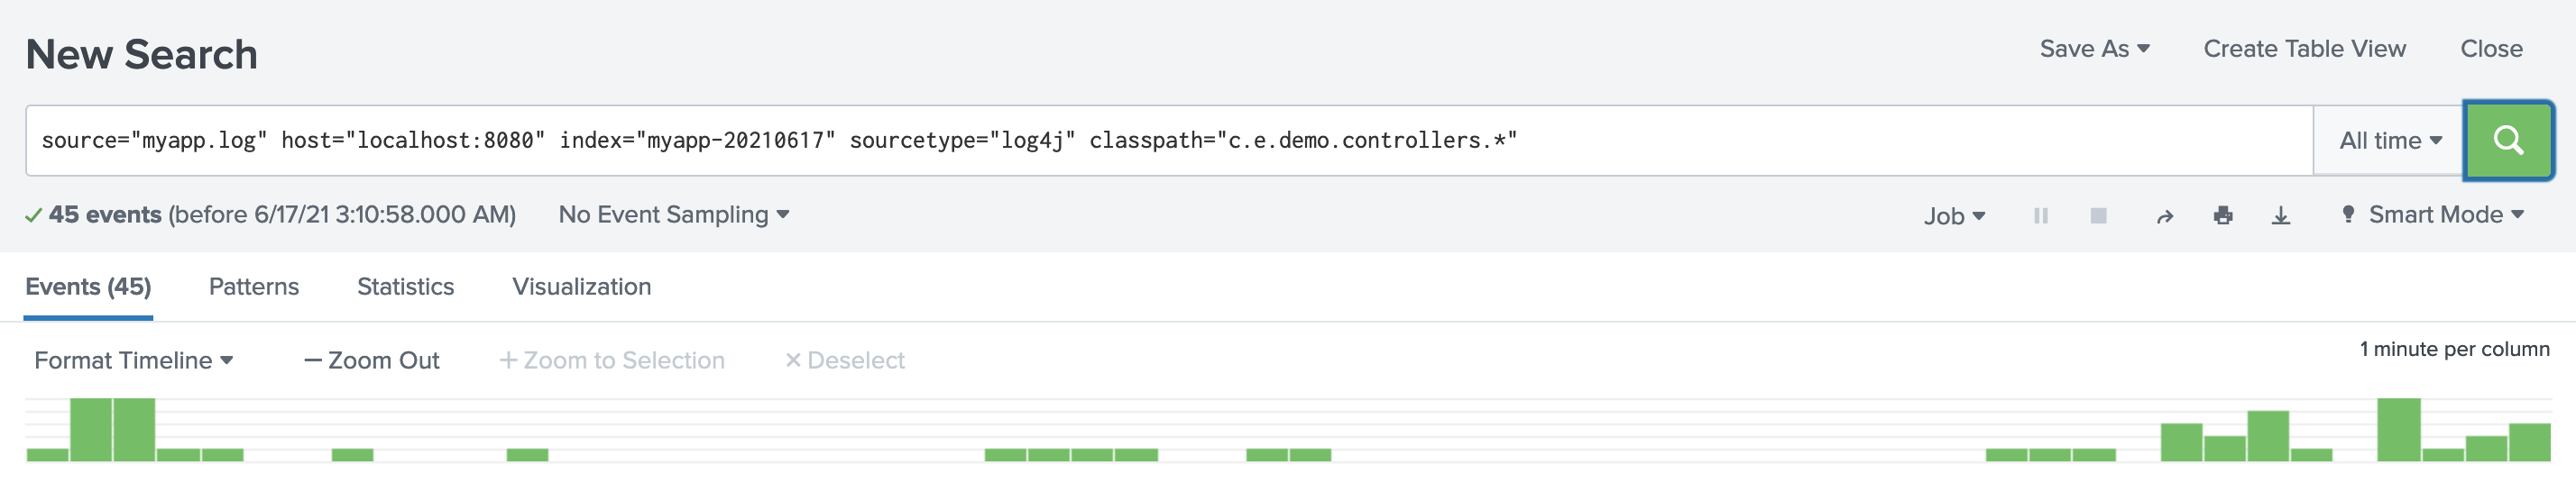 New Search
Save As Create Table View Close
source="myapp.log" host="localhost:8080" index="myapp-20210617" sourcetype="log4j" classpath="c.e.demo.controllers.*"
All time
45 events (before 6/17/21 3:10:58.000 AM) No Event Sampling
Job Smart Mode
Events (45) Patterns Statistics Visualization
Format Timeline — Zoom Out + Zoom to Selection × Deselect
1 minute per column